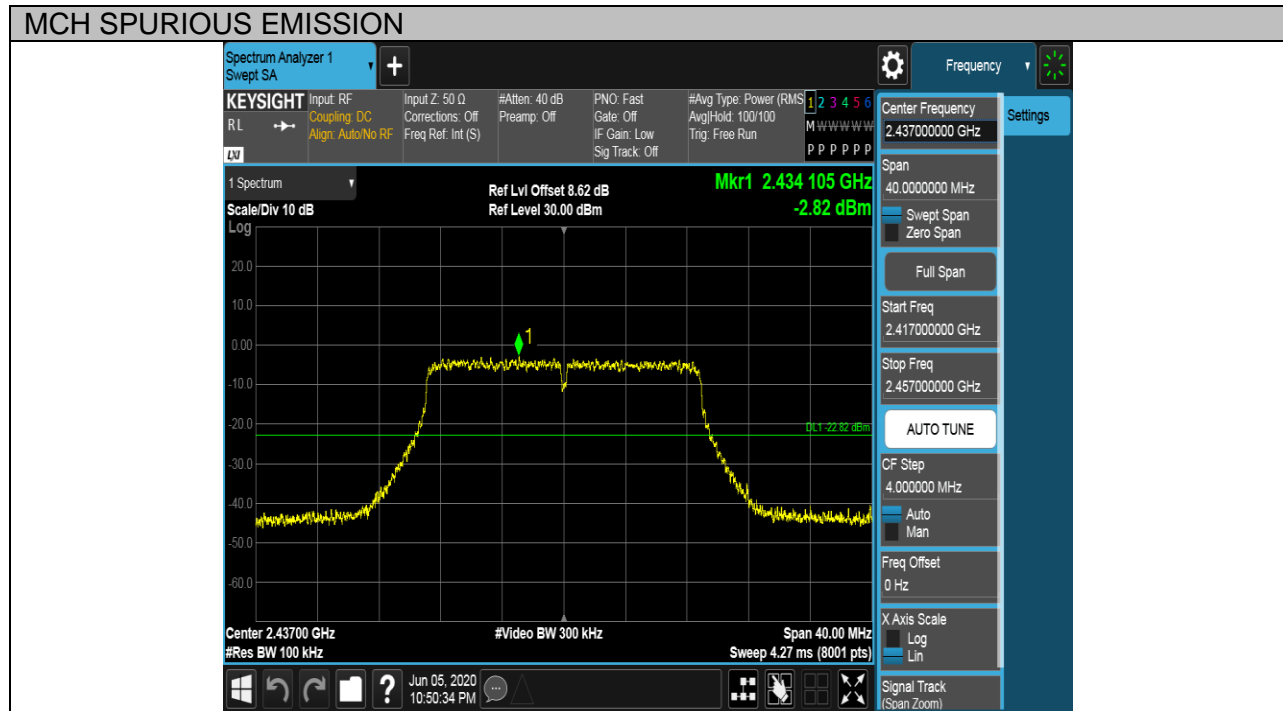 MCH SPURIOUS EMISSION
Spectrum Analyzer 1
Swept SA
+
Frequency
KEYSIGHT
RL
LXI
Input: RF
Coupling: DC
Align: Auto/No RF
Input Z: 50 Ω
Corrections: Off
Freq Ref: Int (S)
#Atten: 40 dB
Preamp: Off
PNO: Fast
Gate: Off
IF Gain: Low
Sig Track: Off
#Avg Type: Power (RMS
Avg|Hold: 100/100
Trig: Free Run
1 2 3 4 5 6
M W W W W W
P P P P P P
Center Frequency
2.437000000 GHz
Settings
Span
40.0000000 MHz
Swept Span
Zero Span
Full Span
Start Freq
2.417000000 GHz
Stop Freq
2.457000000 GHz
AUTO TUNE
CF Step
4.000000 MHz
Auto
Man
Freq Offset
0 Hz
X Axis Scale
Log
Lin
Signal Track
(Span Zoom)
1 Spectrum
Scale/Div 10 dB
Ref Lvl Offset 8.62 dB
Ref Level 30.00 dBm
Mkr1 2.434 105 GHz
-2.82 dBm
Log
20.0
10.0
0.00
-10.0
-20.0
-30.0
-40.0
-50.0
-60.0
1
DL1 -22.82 dBm
Center 2.43700 GHz
#Res BW 100 kHz
#Video BW 300 kHz
Span 40.00 MHz
Sweep 4.27 ms (8001 pts)
?
Jun 05, 2020
10:50:34 PM